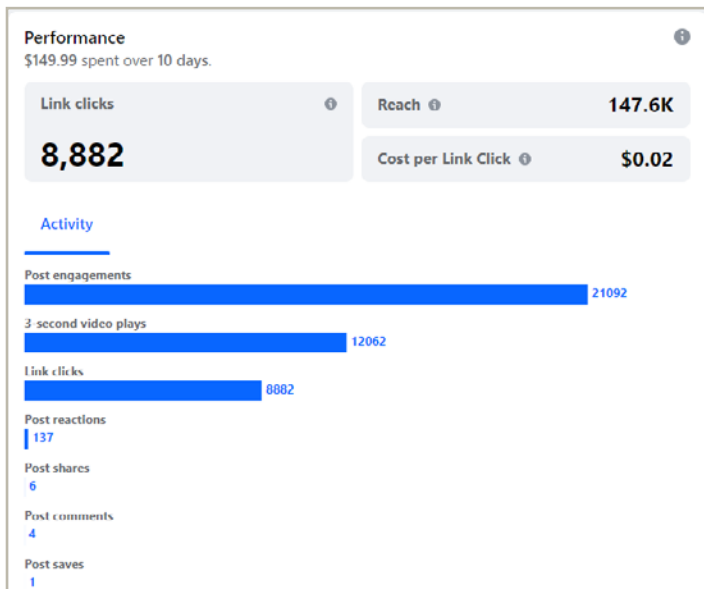 Performance
$149.99 spent over 10 days.
Link clicks
8,882
Reach 147.6K
Cost per Link Click $0.02
Activity
Post engagements
21092
3-second video plays
12062
Link clicks
8882
Post reactions
137
Post shares
6
Post comments
4
Post saves
1